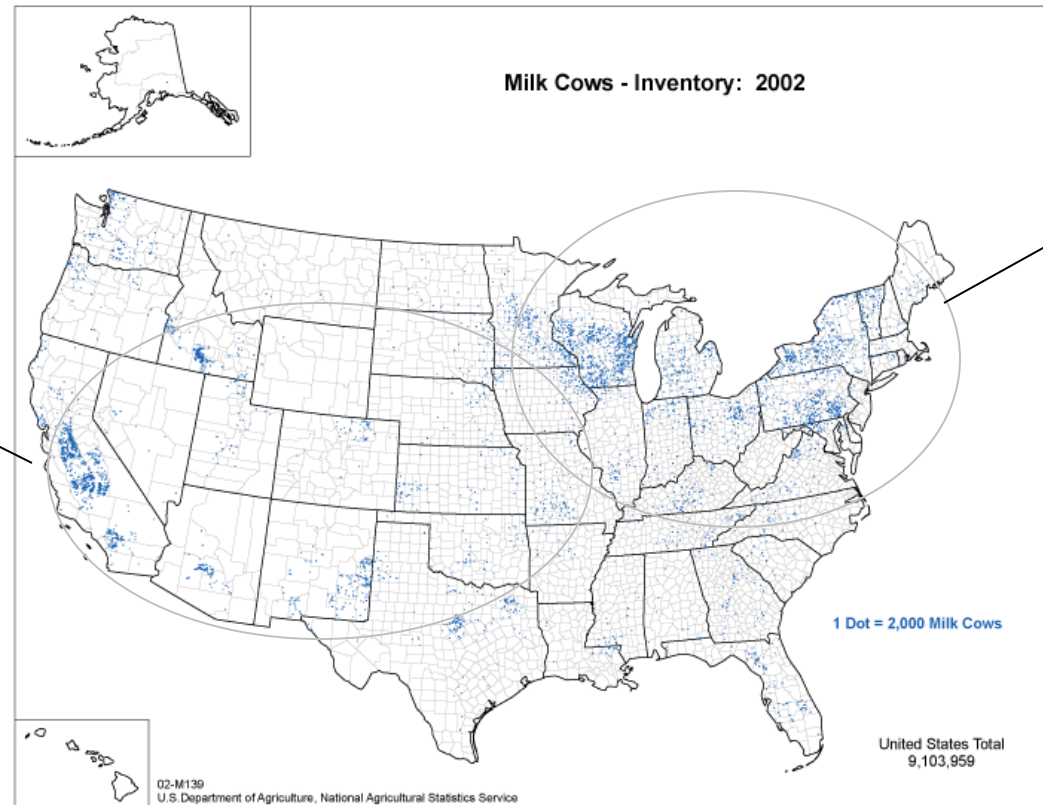 Milk Cows - Inventory: 2002
1 Dot = 2,000 Milk Cows
United States Total
9,103,959
02-M139
U.S.Department of Agriculture, National Agricultural Statistics Service